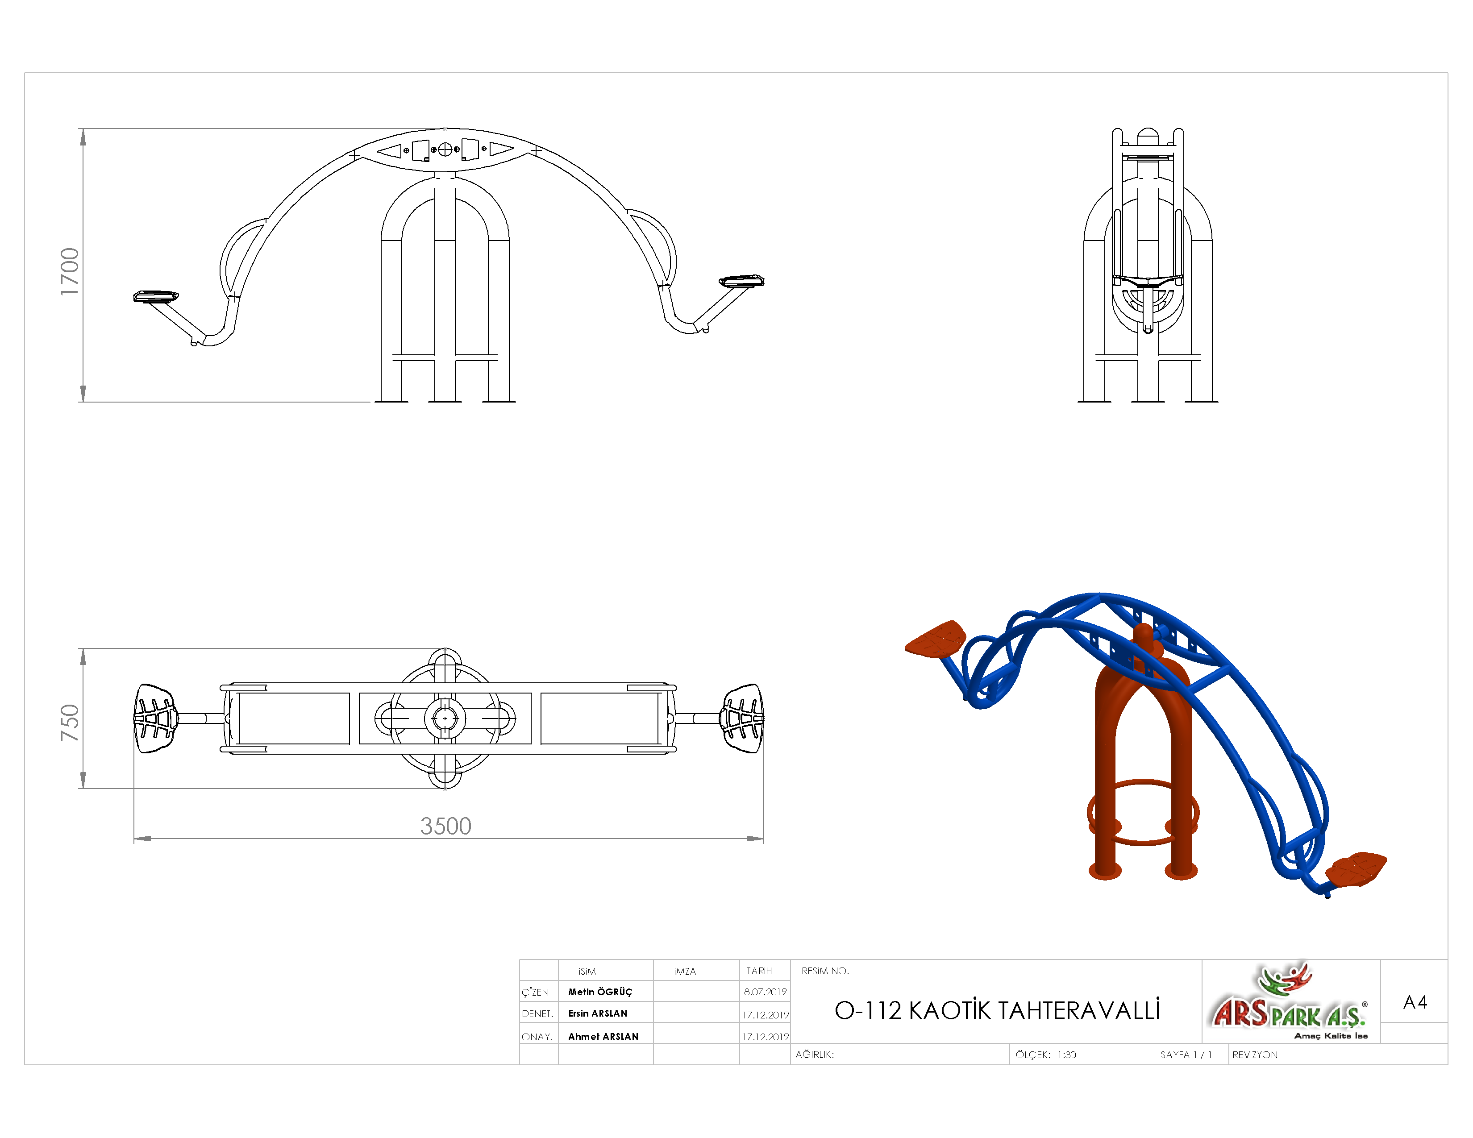 1700
750
3500
İSİM
İMZA
TARİH
RESİM NO.
ÇİZEN.
Metin ÖGRÜÇ
8.07.2019
DENET.
Ersin ARSLAN
17.12.2019
ONAY.
Ahmet ARSLAN
17.12.2019
O-112 KAOTİK TAHTERAVALLİ
ARSPARK A.Ş.®
Amaç Kalite İse
A4
AĞIRLIK:
ÖLÇEK: 1:30
SAYFA 1 / 1
REVİZYON